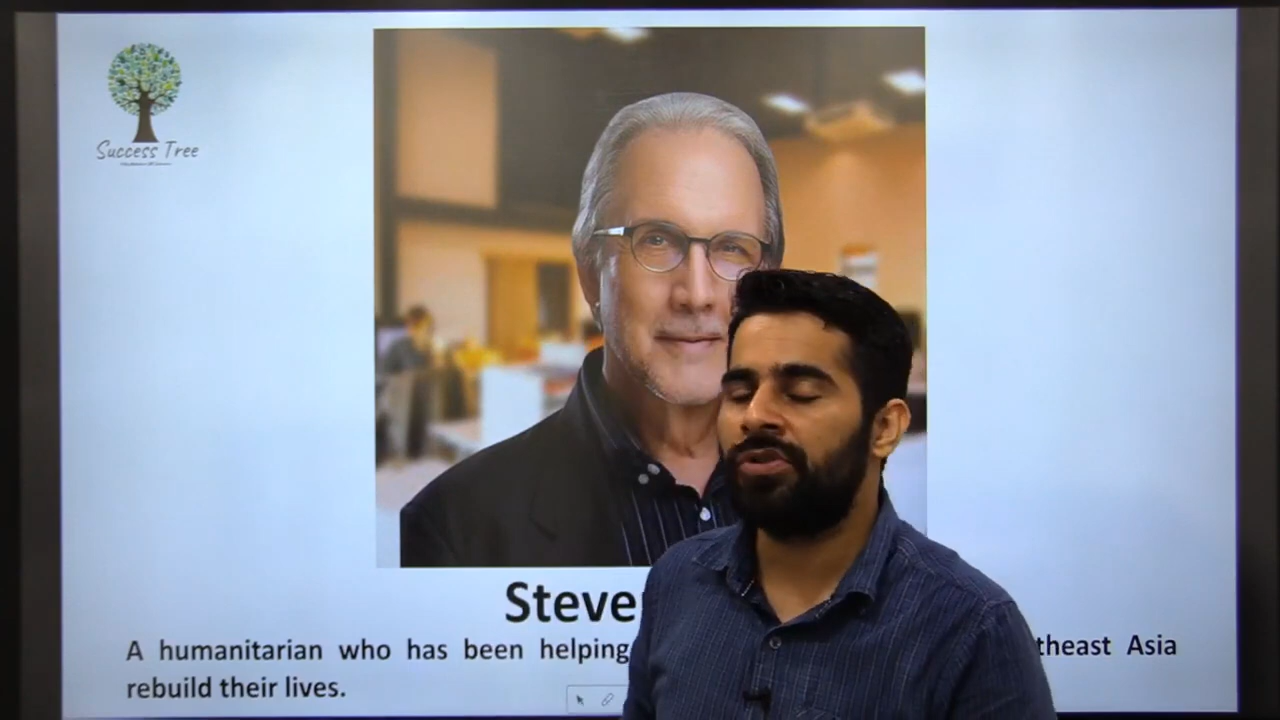 Success Tree
Steve
A humanitarian who has been helping theast Asia
rebuild their lives.